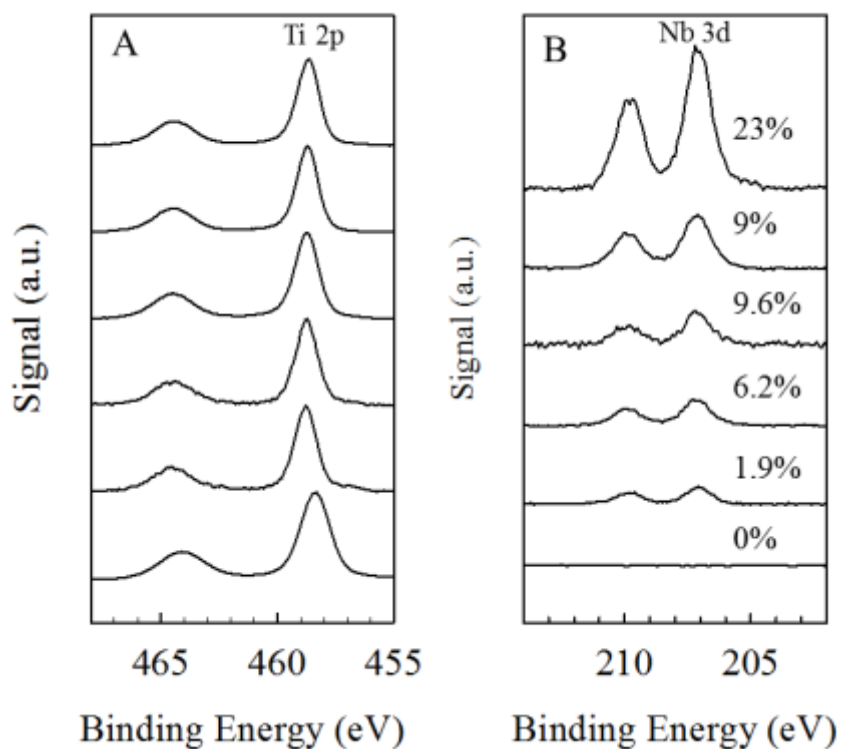 A
Ti 2p
B
Nb 3d
23%
9%
9.6%
6.2%
1.9%
0%
Signal (a.u.)
Signal (a.u.)
465 460 455
210 205
Binding Energy (eV)
Binding Energy (eV)